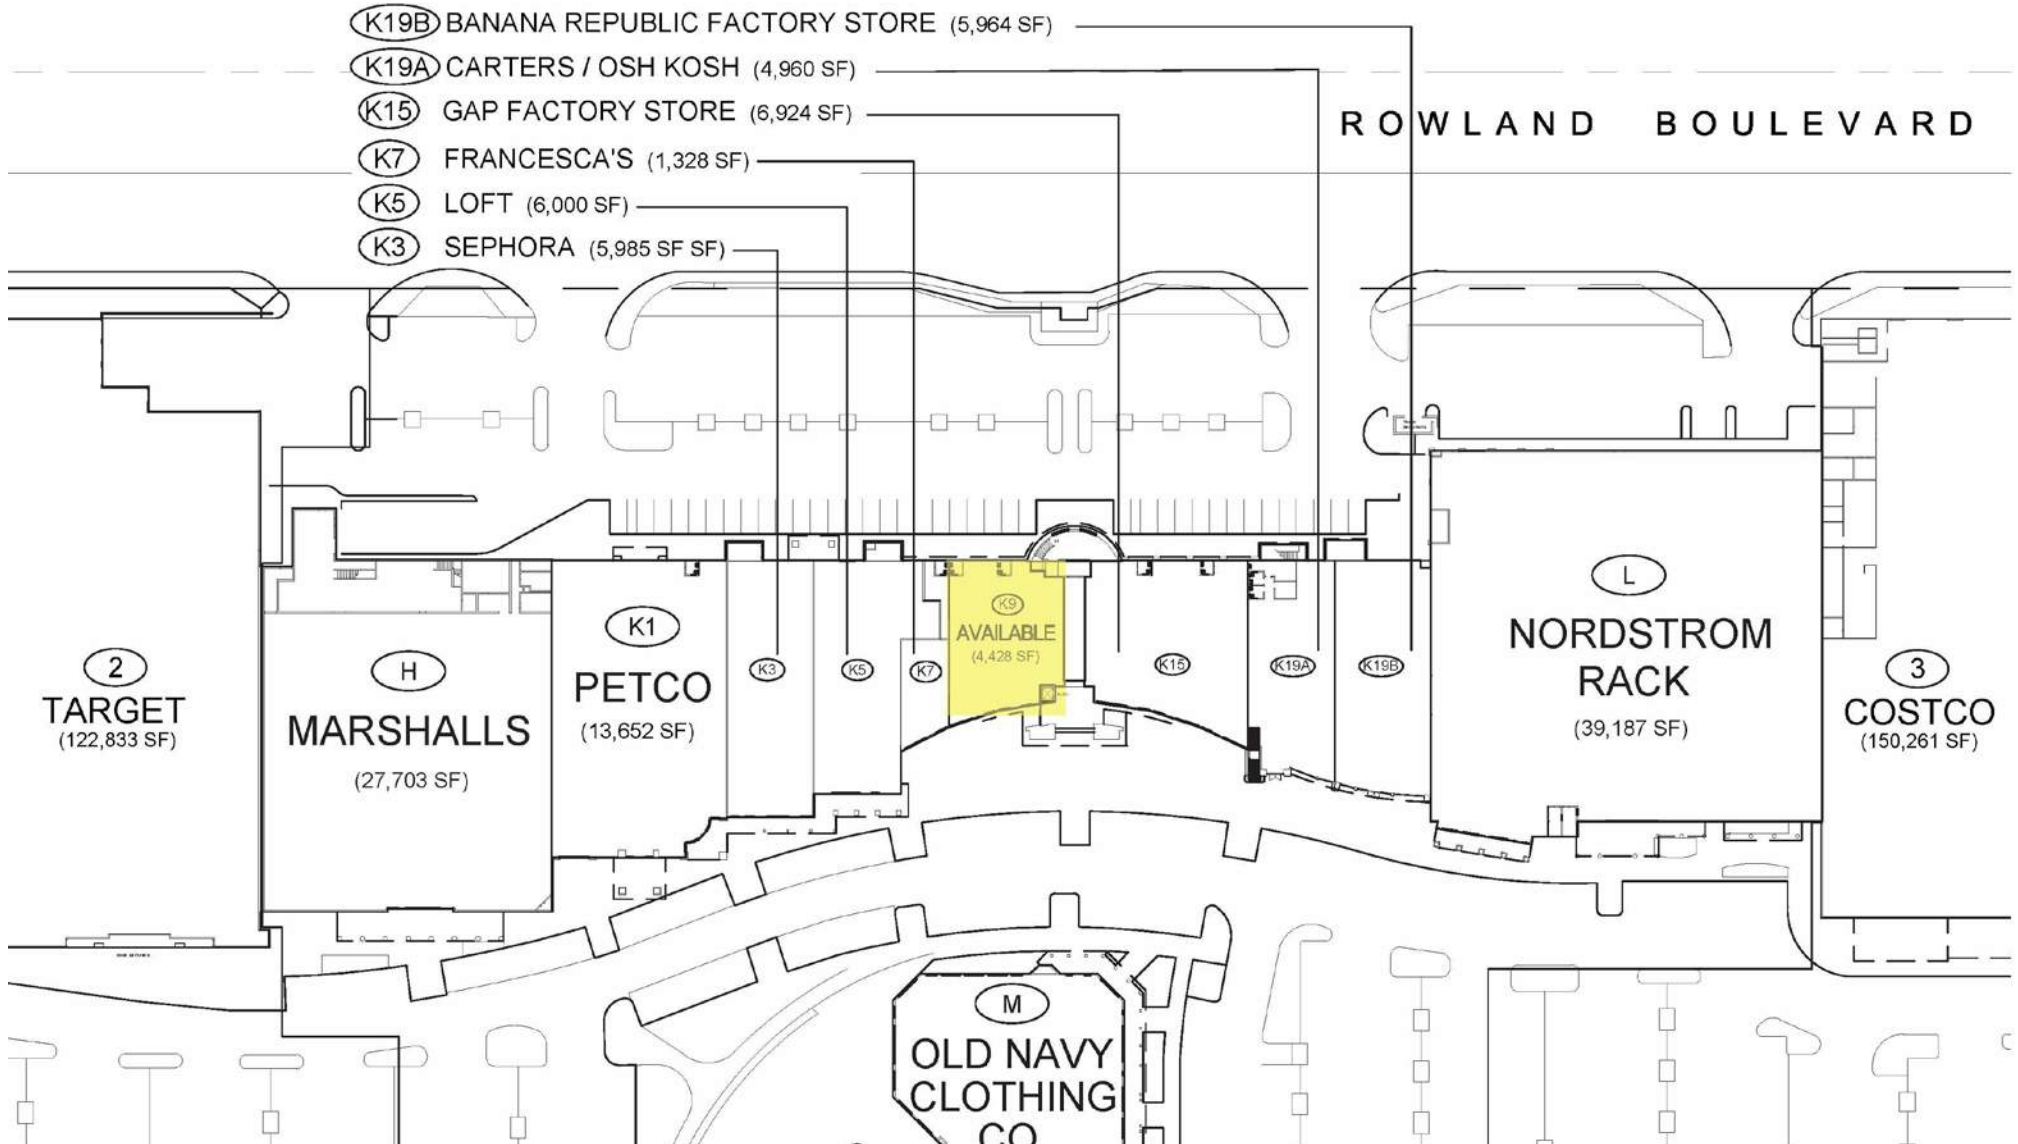 K19B BANANA REPUBLIC FACTORY STORE (5,964 SF)
K19A CARTERS / OSH KOSH (4,960 SF)
K15 GAP FACTORY STORE (6,924 SF)
K7 FRANCESCA'S (1,328 SF)
K5 LOFT (6,000 SF)
K3 SEPHORA (5,985 SF SF)
ROWLAND BOULEVARD
2
TARGET
(122,833 SF)
H
MARSHALLS
(27,703 SF)
K1
PETCO
(13,652 SF)
K3
K5
K7
K9
AVAILABLE
(4,428 SF)
K15
K19A
K19B
L
NORDSTROM
RACK
(39,187 SF)
3
COSTCO
(150,261 SF)
M
OLD NAVY
CLOTHING
CO